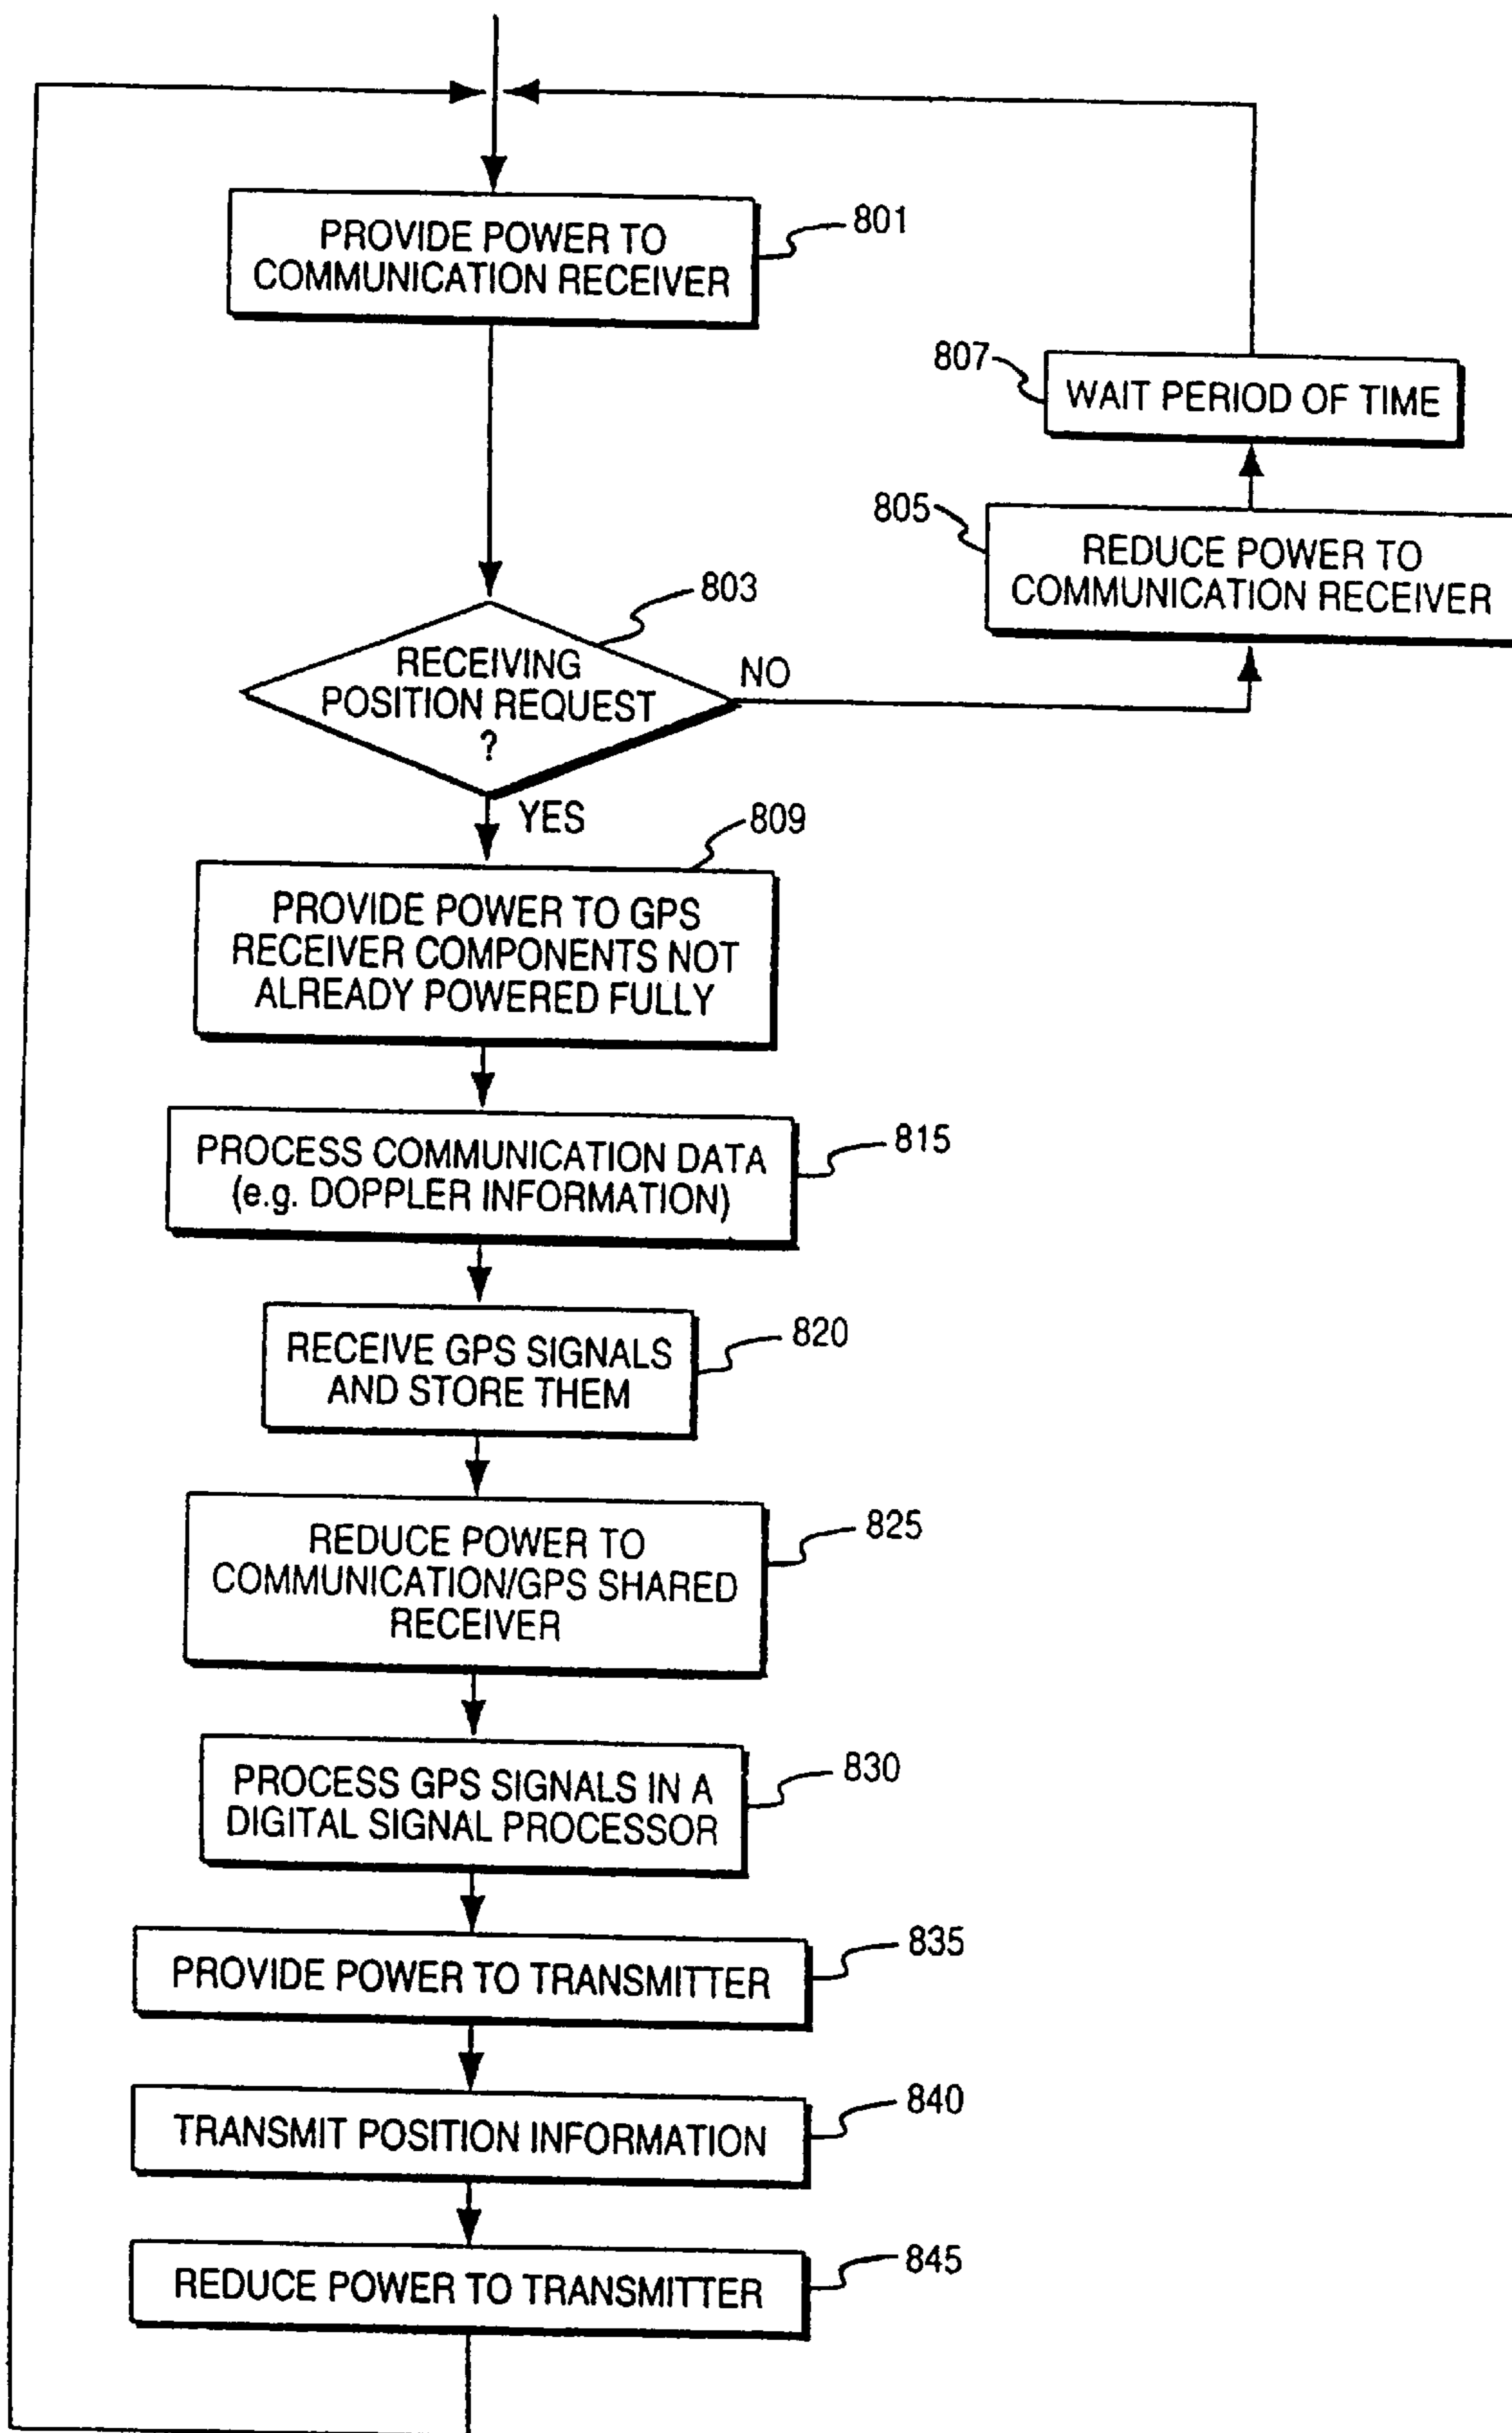 PROVIDE POWER TO
COMMUNICATION RECEIVER
801
807
WAIT PERIOD OF TIME
805
REDUCE POWER TO
COMMUNICATION RECEIVER
803
RECEIVING
POSITION REQUEST
?
NO
YES
809
PROVIDE POWER TO GPS
RECEIVER COMPONENTS NOT
ALREADY POWERED FULLY
815
PROCESS COMMUNICATION DATA
(e.g. DOPPLER INFORMATION)
820
RECEIVE GPS SIGNALS
AND STORE THEM
825
REDUCE POWER TO
COMMUNICATION/GPS SHARED
RECEIVER
830
PROCESS GPS SIGNALS IN A
DIGITAL SIGNAL PROCESSOR
835
PROVIDE POWER TO TRANSMITTER
840
TRANSMIT POSITION INFORMATION
845
REDUCE POWER TO TRANSMITTER